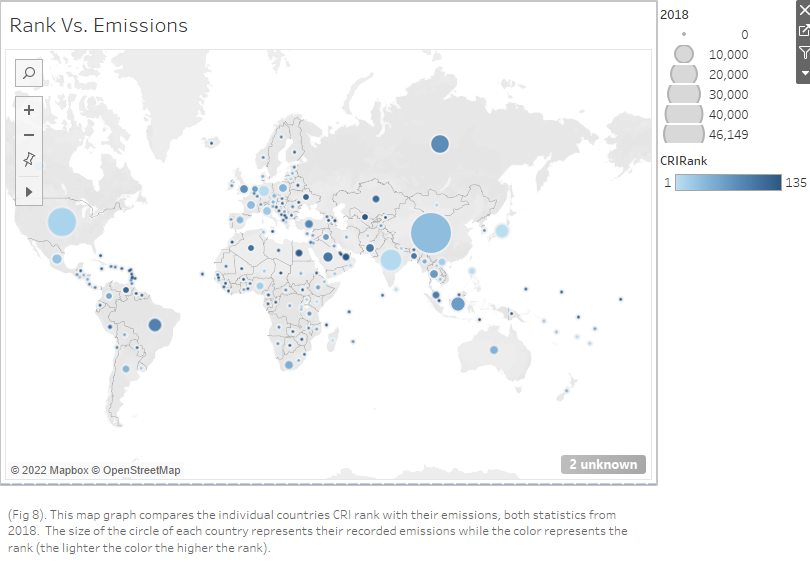 Rank Vs. Emissions
2018
0
10,000
20,000
30,000
40,000
46,149
CRIRank
1
135
© 2022 Mapbox © OpenStreetMap
2 unknown
(Fig 8). This map graph compares the individual countries CRI rank with their emissions, both statistics from
2018. The size of the circle of each country represents their recorded emissions while the color represents the
rank (the lighter the color the higher the rank).